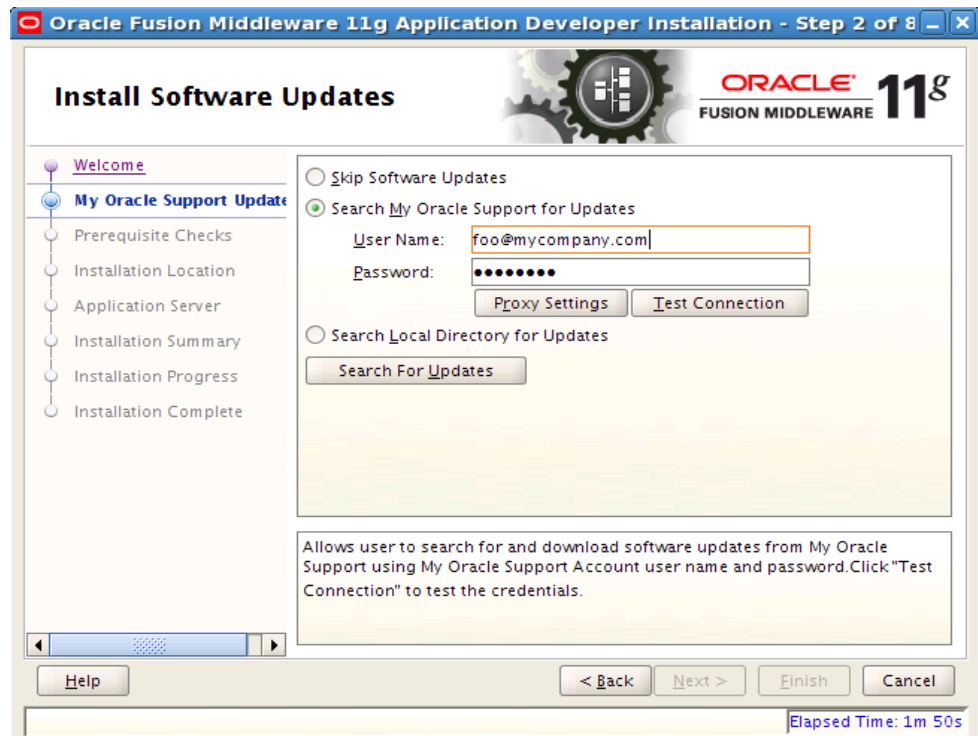 Oracle Fusion Middleware 11g Application Developer Installation - Step 2 of 8
Install Software Updates
ORACLE
FUSION MIDDLEWARE
11g
Welcome
My Oracle Support Update
Prerequisite Checks
Installation Location
Application Server
Installation Summary
Installation Progress
Installation Complete
Skip Software Updates
Search My Oracle Support for Updates
User Name: foo@mycompany.com
Password: ••••••••
Proxy Settings Test Connection
Search Local Directory for Updates
Search For Updates
Allows user to search for and download software updates from My Oracle
Support using My Oracle Support Account user name and password.Click "Test
Connection" to test the credentials.
Help < Back Next > Finish Cancel
Elapsed Time: 1m 50s